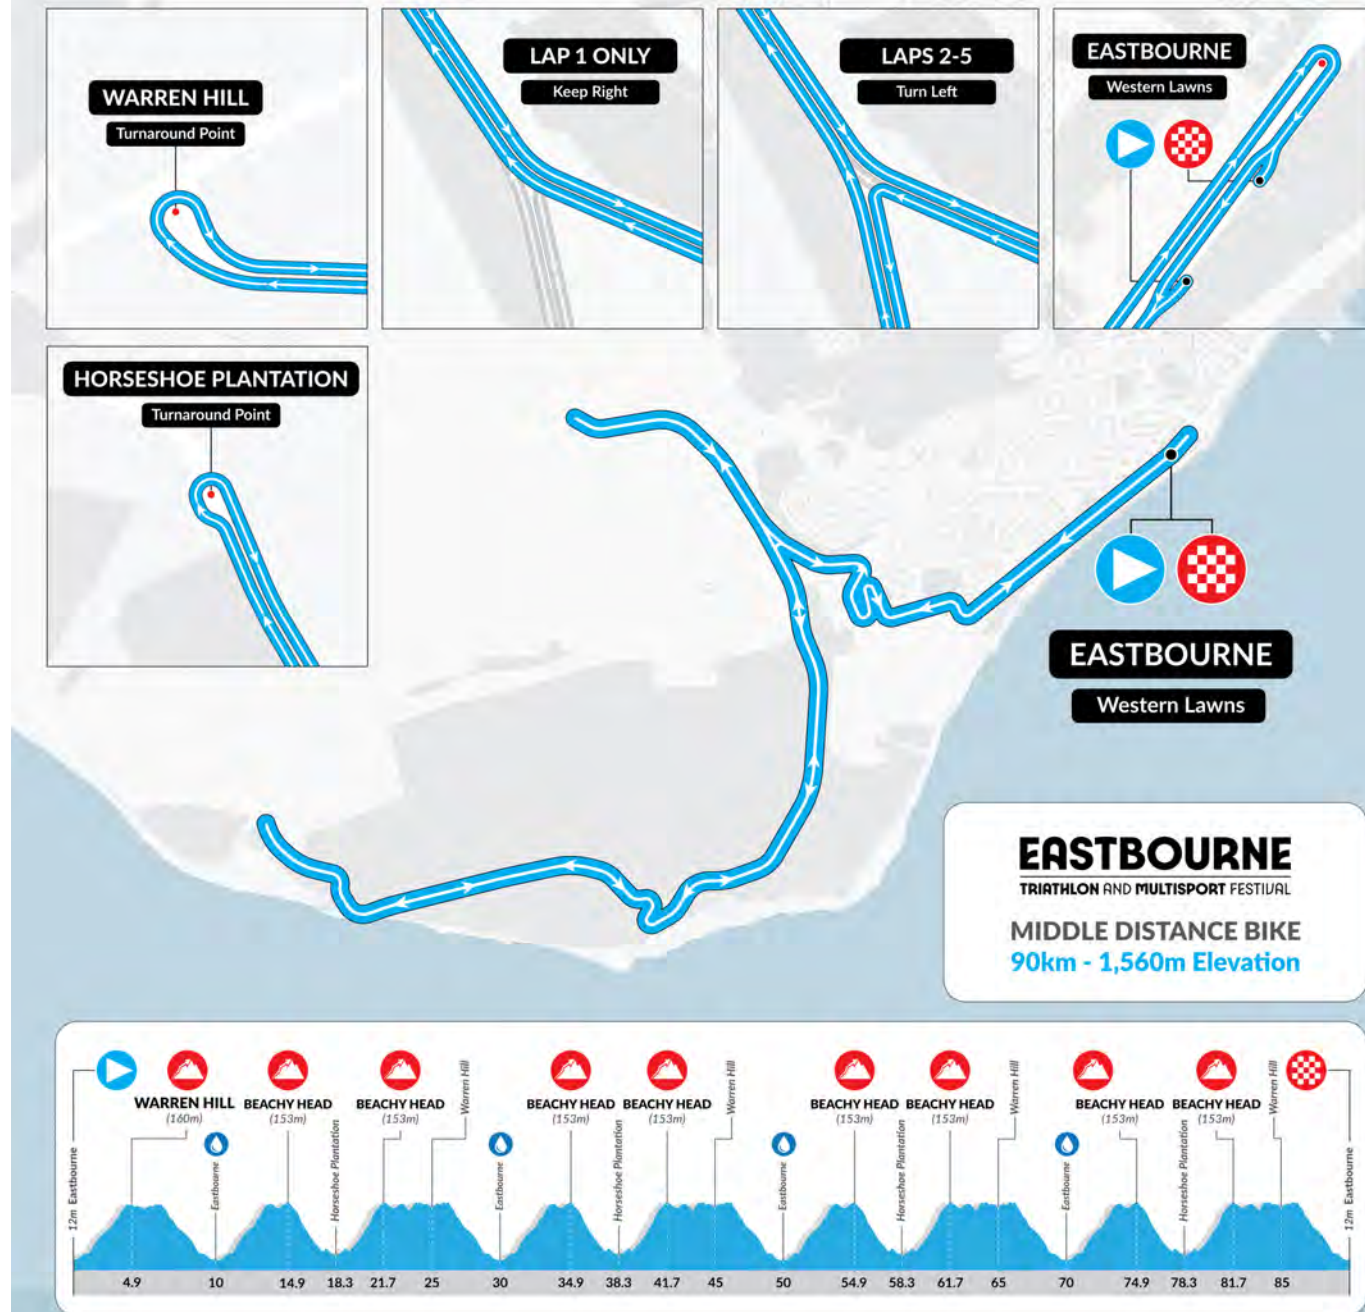 WARREN HILL
Turnaround Point
LAP 1 ONLY
Keep Right
LAPS 2-5
Turn Left
EASTBOURNE
Western Lawns
HORSESHOE PLANTATION
Turnaround Point
EASTBOURNE
Western Lawns
EASTBOURNE
TRIATHLON AND MULTISPORT FESTIVAL
MIDDLE DISTANCE BIKE
90km - 1,560m Elevation
12m Eastbourne
WARREN HILL
(160m)
Eastbourne
BEACHY HEAD
(153m)
Horseshoe Plantation
BEACHY HEAD
(153m)
Warren Hill
Eastbourne
BEACHY HEAD
(153m)
Horseshoe Plantation
BEACHY HEAD
(153m)
Warren Hill
Eastbourne
BEACHY HEAD
(153m)
Horseshoe Plantation
BEACHY HEAD
(153m)
Warren Hill
Eastbourne
BEACHY HEAD
(153m)
Horseshoe Plantation
BEACHY HEAD
(153m)
Warren Hill
12m Eastbourne
4.9 10 14.9 18.3 21.7 25 30 34.9 38.3 41.7 45 50 54.9 58.3 61.7 65 70 74.9 78.3 81.7 85